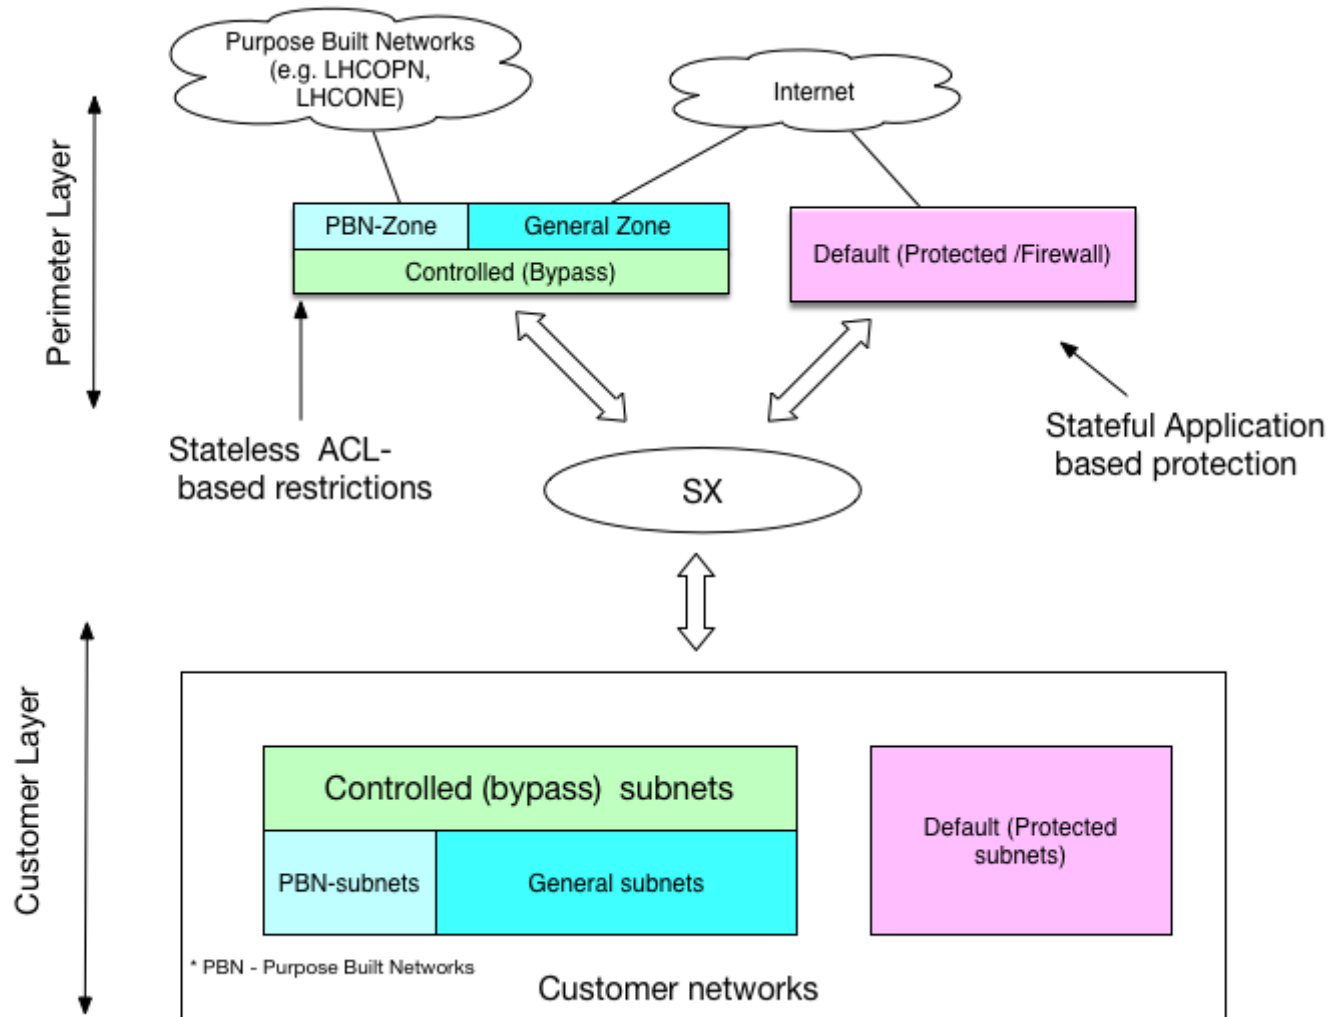 Purpose Built Networks
(e.g. LHCOPN,
LHCONE)
Internet
Perimeter Layer
PBN-Zone
General Zone
Controlled (Bypass)
Default (Protected /Firewall)
Stateless ACL-
based restrictions
Stateful Application
based protection
SX
Customer Layer
Controlled (bypass) subnets
PBN-subnets
General subnets
Default (Protected
subnets)
* PBN - Purpose Built Networks
Customer networks